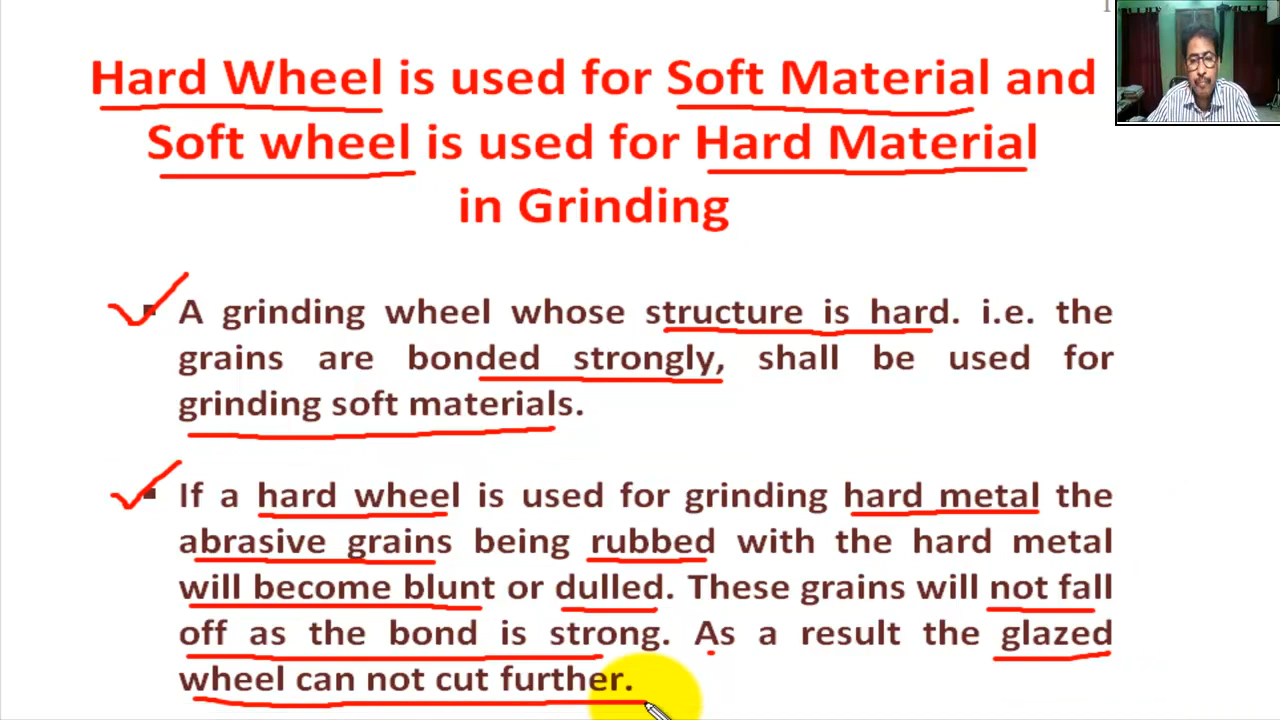 Hard Wheel is used for Soft Material and
Soft wheel is used for Hard Material
in Grinding
▪ A grinding wheel whose structure is hard. i.e. the
grains are bonded strongly, shall be used for
grinding soft materials.
▪ If a hard wheel is used for grinding hard metal the
abrasive grains being rubbed with the hard metal
will become blunt or dulled. These grains will not fall
off as the bond is strong. As a result the glazed
wheel can not cut further.